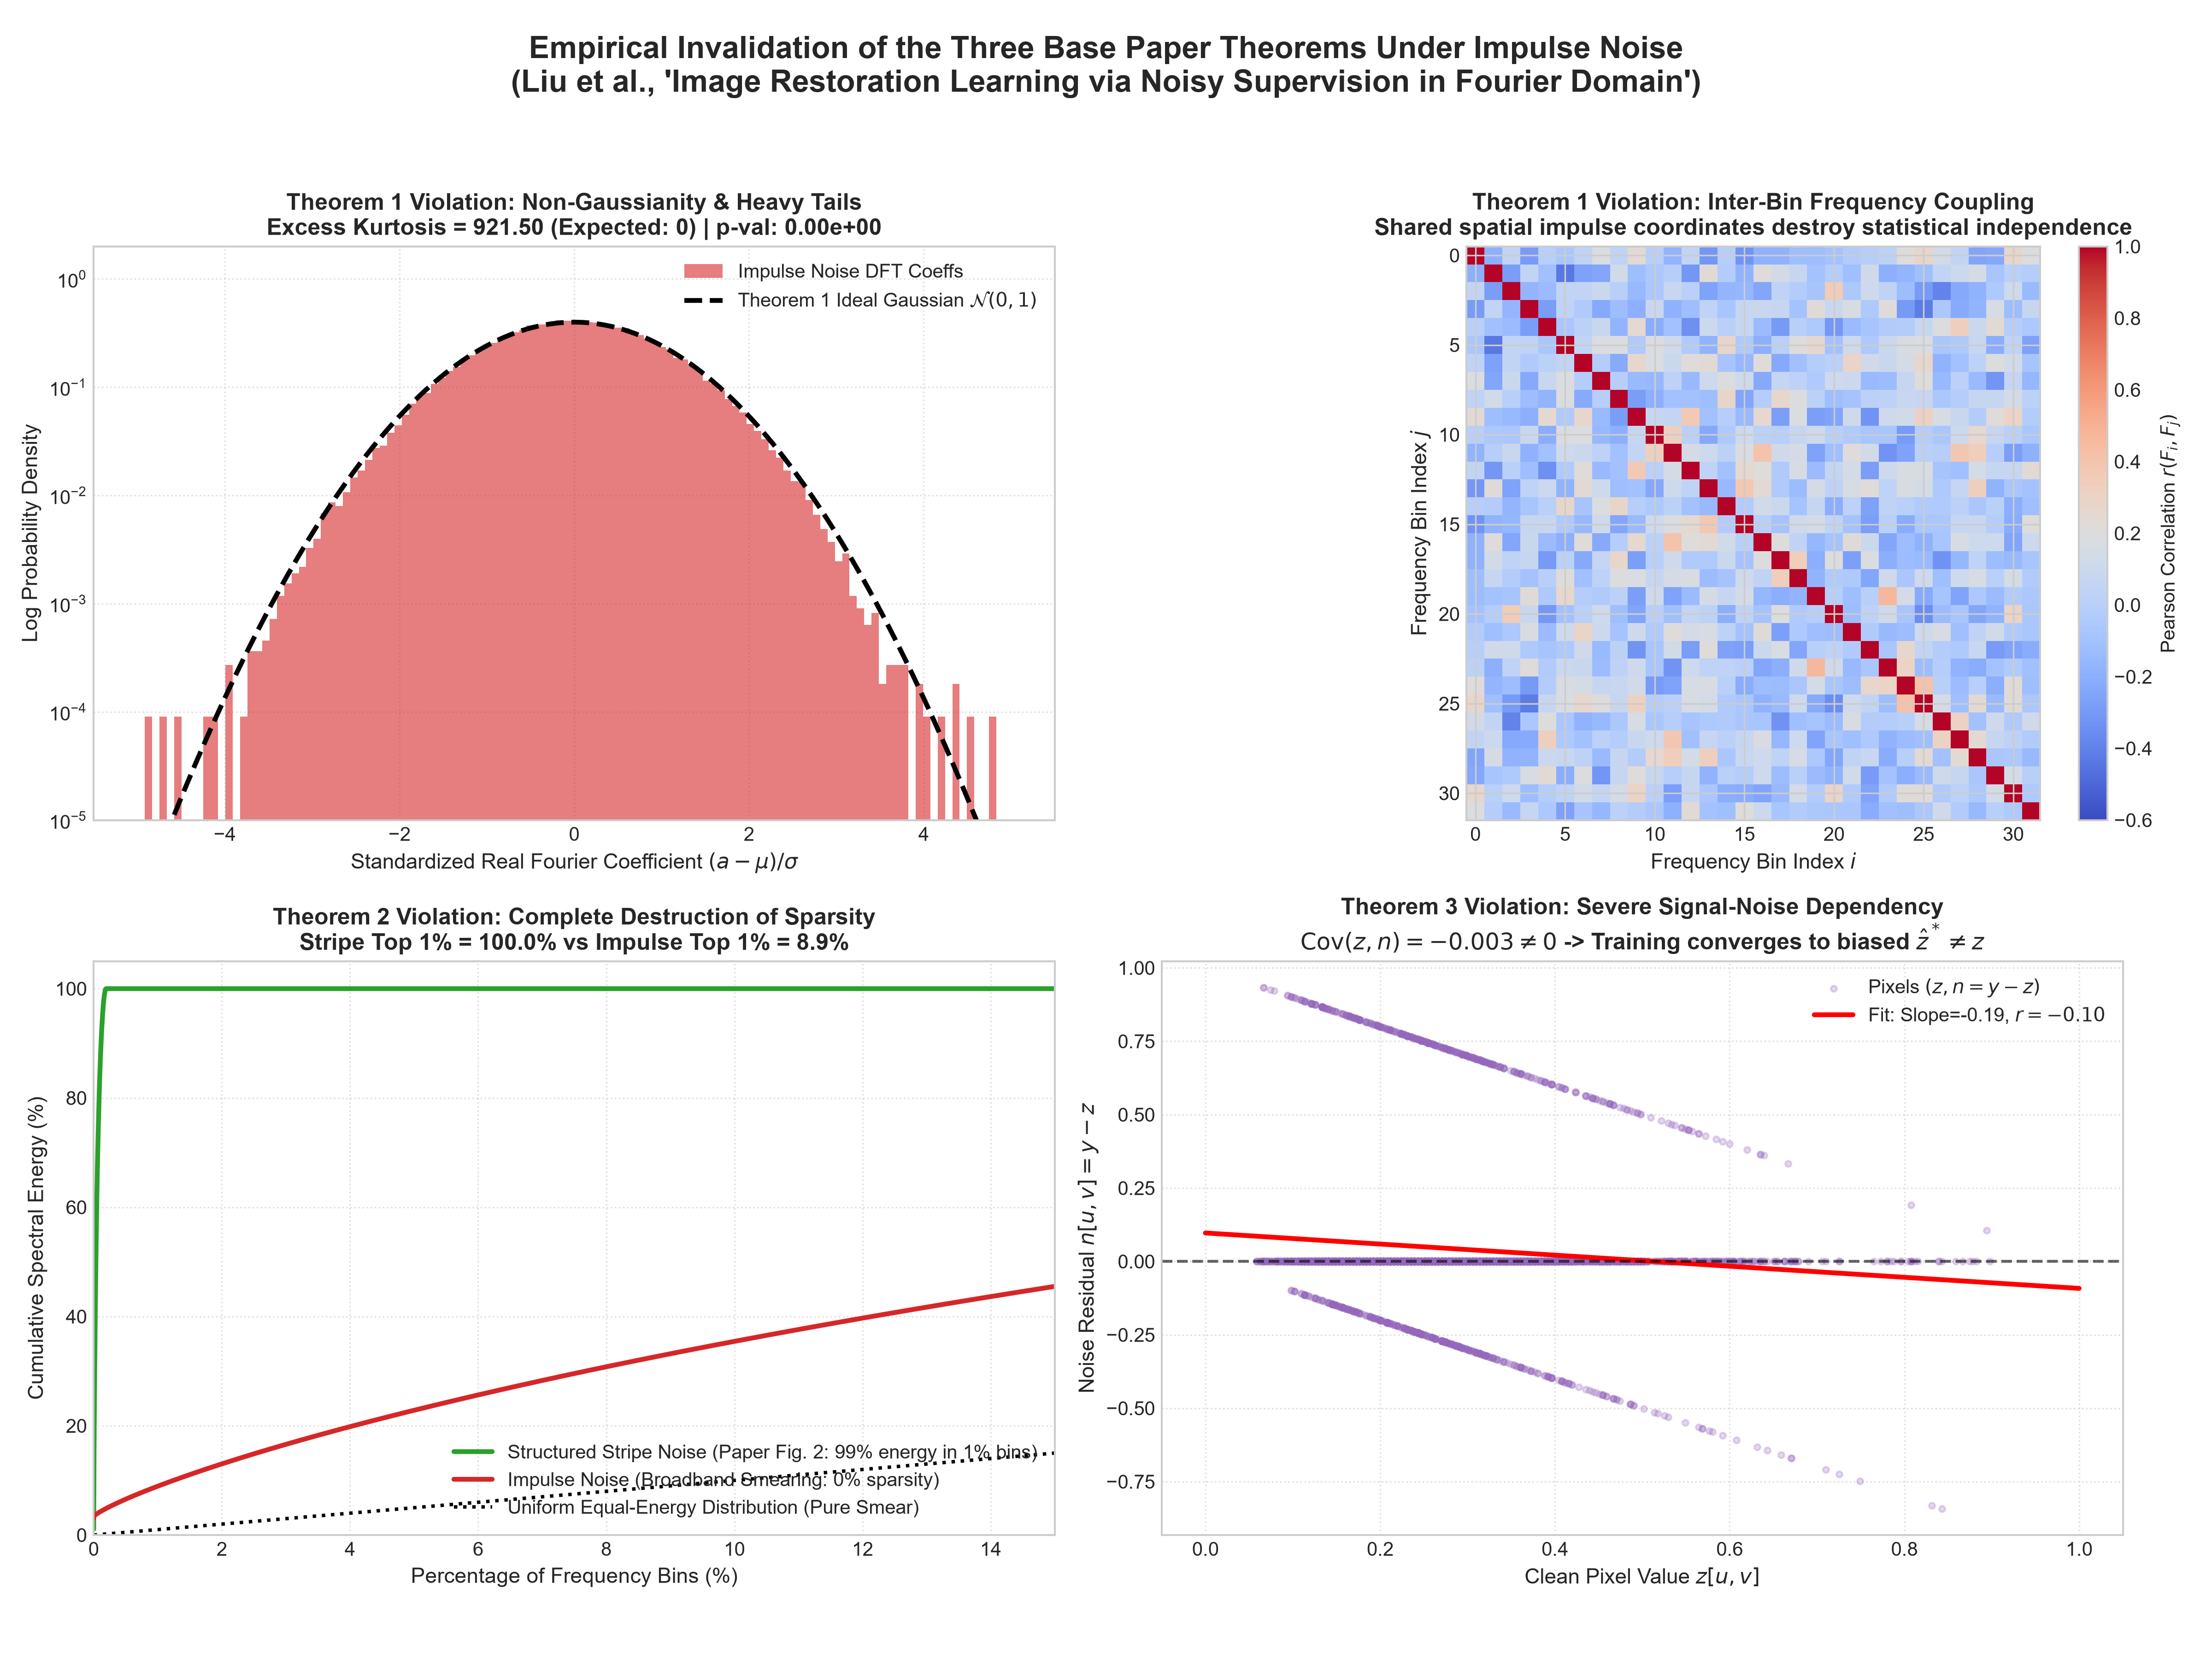 Empirical Invalidation of the Three Base Paper Theorems Under Impulse Noise
(Liu et al., 'Image Restoration Learning via Noisy Supervision in Fourier Domain')
Theorem 1 Violation: Non-Gaussianity & Heavy Tails
Excess Kurtosis = 921.50 (Expected: 0) | p-val: 0.00e+00
Impulse Noise DFT Coeffs
Theorem 1 Ideal Gaussian 𝒩(0, 1)
Log Probability Density
10⁰
10⁻¹
10⁻²
10⁻³
10⁻⁴
10⁻⁵
−4 −2 0 2 4
Standardized Real Fourier Coefficient (a − μ)/σ
Theorem 1 Violation: Inter-Bin Frequency Coupling
Shared spatial impulse coordinates destroy statistical independence
Frequency Bin Index j
0
5
10
15
20
25
30
0 5 10 15 20 25 30
Frequency Bin Index i
1.0
0.8
0.6
0.4
0.2
0.0
−0.2
−0.4
−0.6
Pearson Correlation r(Fᵢ, Fⱼ)
Theorem 2 Violation: Complete Destruction of Sparsity
Stripe Top 1% = 100.0% vs Impulse Top 1% = 8.9%
Cumulative Spectral Energy (%)
100
80
60
40
20
0
Structured Stripe Noise (Paper Fig. 2: 99% energy in 1% bins)
Impulse Noise (Broadband Smearing: 0% sparsity)
Uniform Equal-Energy Distribution (Pure Smear)
0 2 4 6 8 10 12 14
Percentage of Frequency Bins (%)
Theorem 3 Violation: Severe Signal-Noise Dependency
Cov(z, n) = −0.003 ≠ 0 -> Training converges to biased ẑ* ≠ z
Pixels (z, n = y − z)
Fit: Slope=-0.19, r = −0.10
Noise Residual n[u, v] = y − z
1.00
0.75
0.50
0.25
0.00
−0.25
−0.50
−0.75
0.0 0.2 0.4 0.6 0.8 1.0
Clean Pixel Value z[u, v]